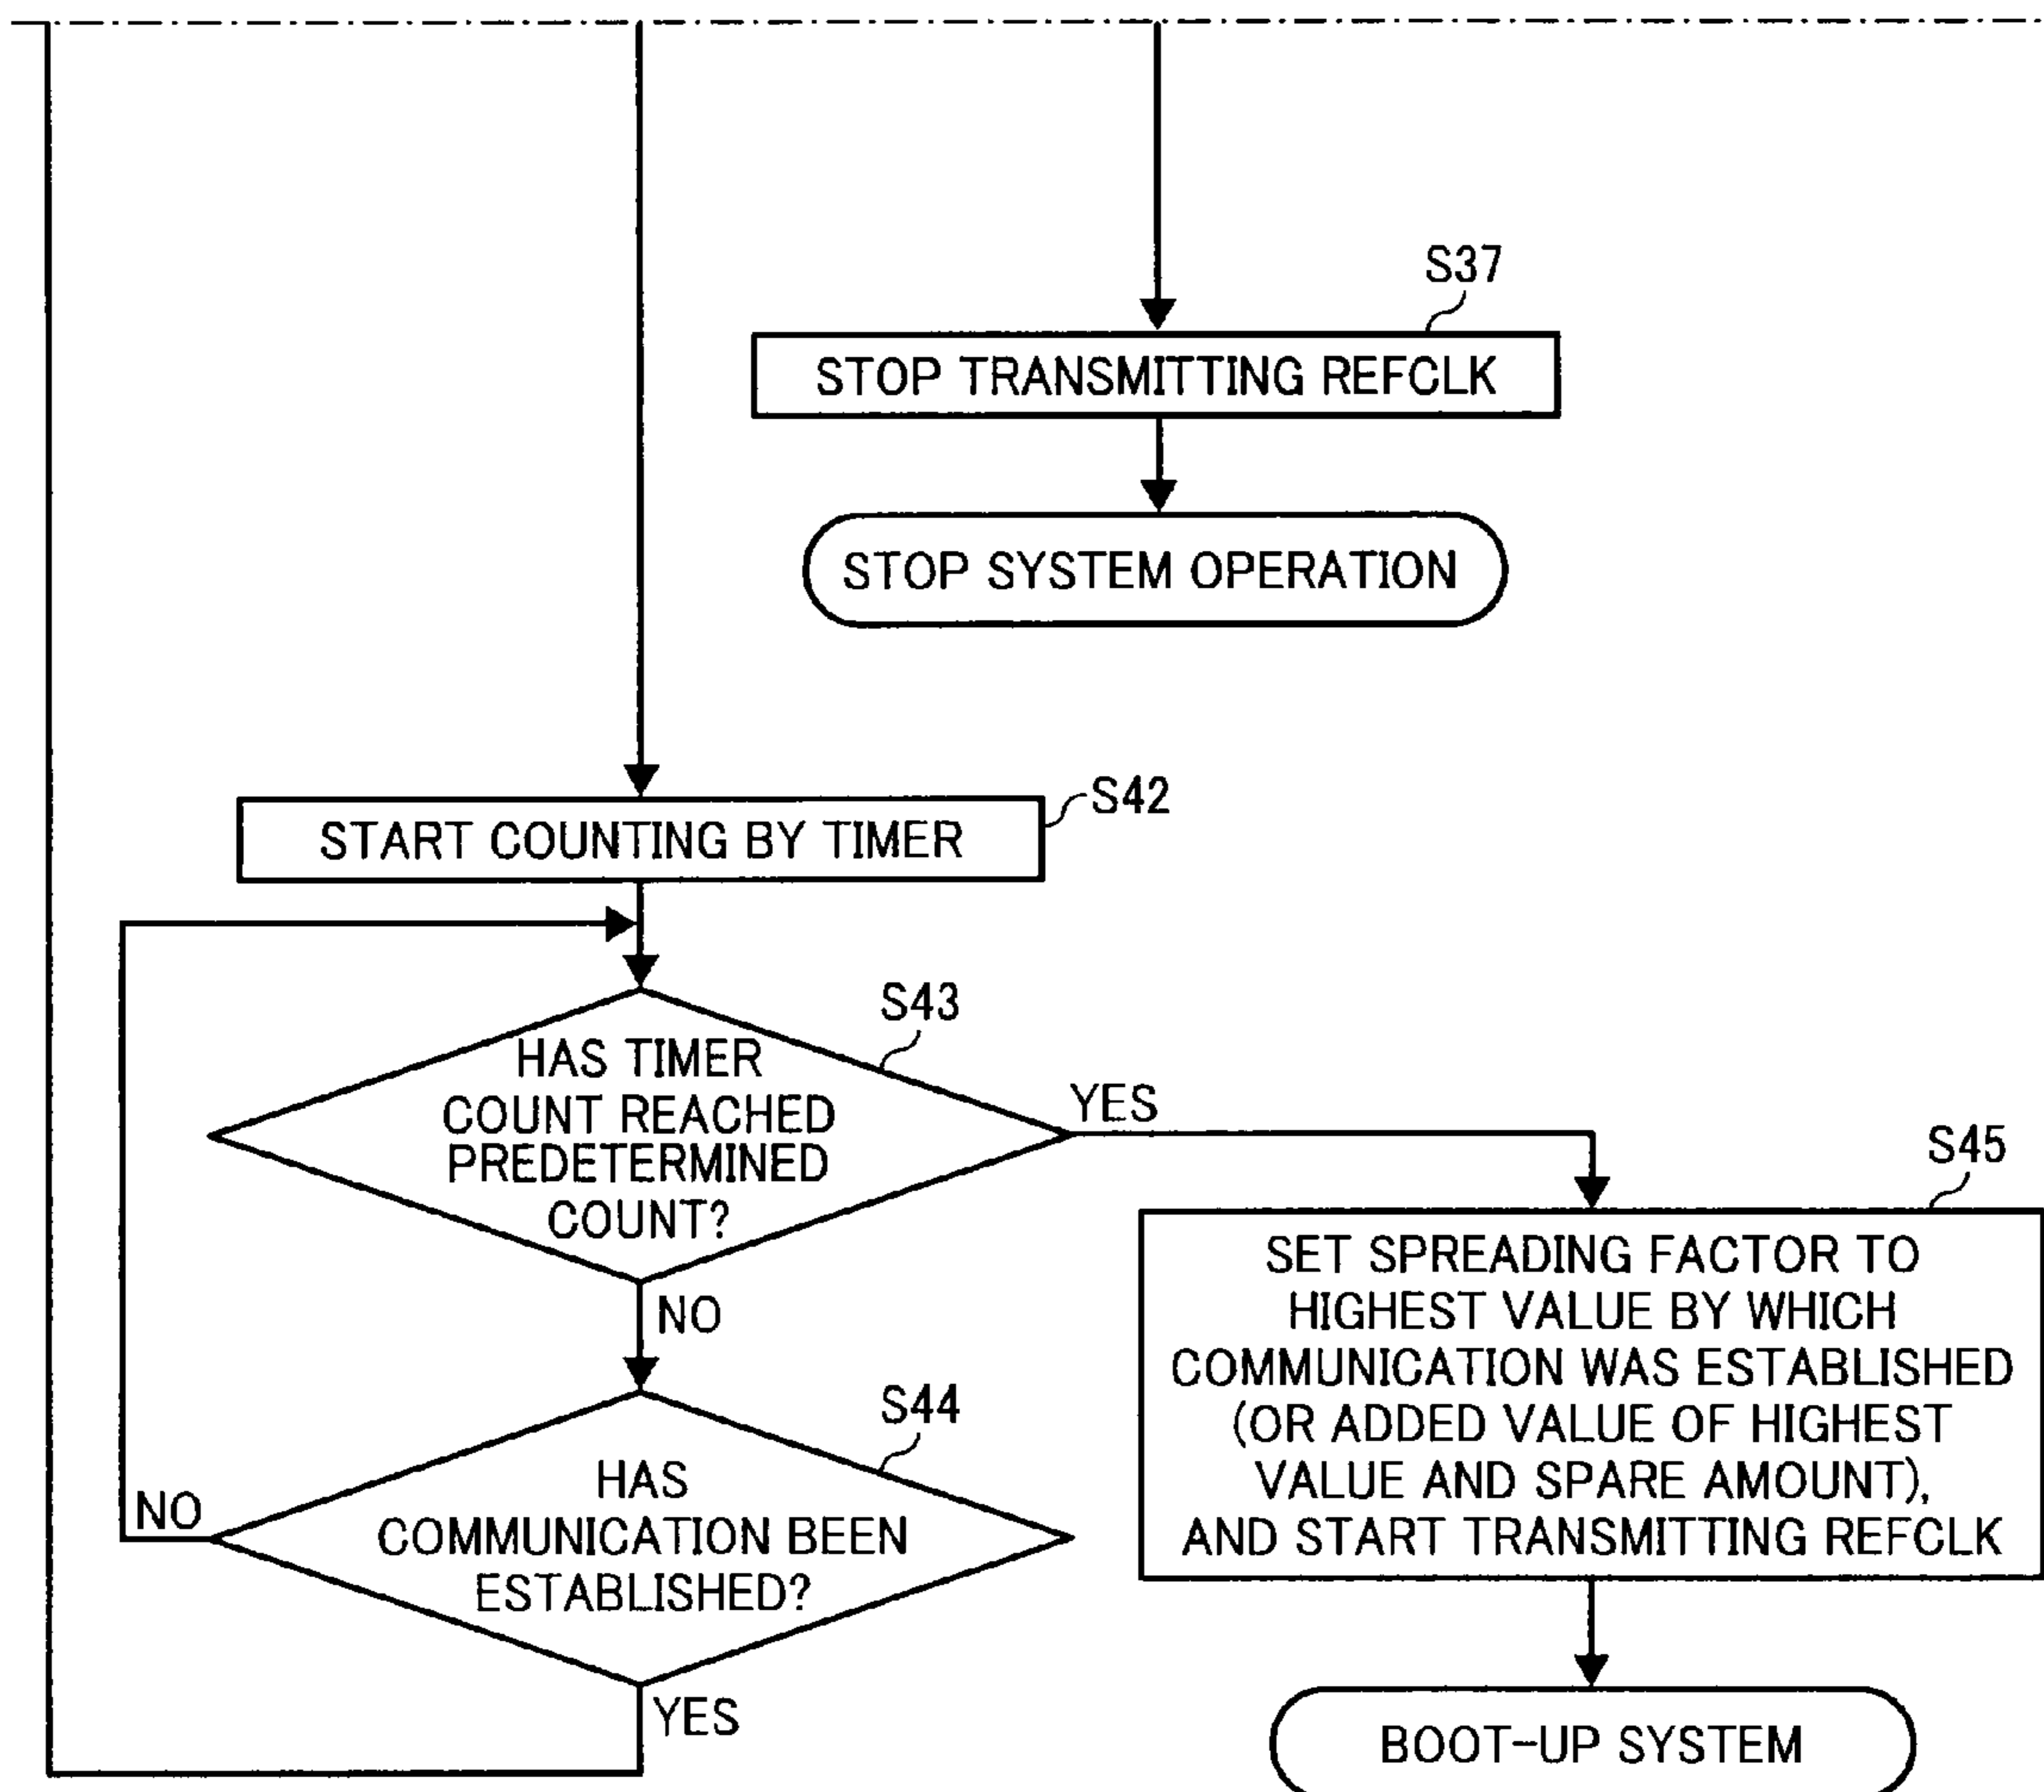 S37
STOP TRANSMITTING REFCLK
STOP SYSTEM OPERATION
S42
START COUNTING BY TIMER
S43
HAS TIMER
COUNT REACHED
PREDETERMINED
COUNT?
YES
NO
S44
HAS
COMMUNICATION BEEN
ESTABLISHED?
NO
YES
S45
SET SPREADING FACTOR TO
HIGHEST VALUE BY WHICH
COMMUNICATION WAS ESTABLISHED
(OR ADDED VALUE OF HIGHEST
VALUE AND SPARE AMOUNT),
AND START TRANSMITTING REFCLK
BOOT-UP SYSTEM